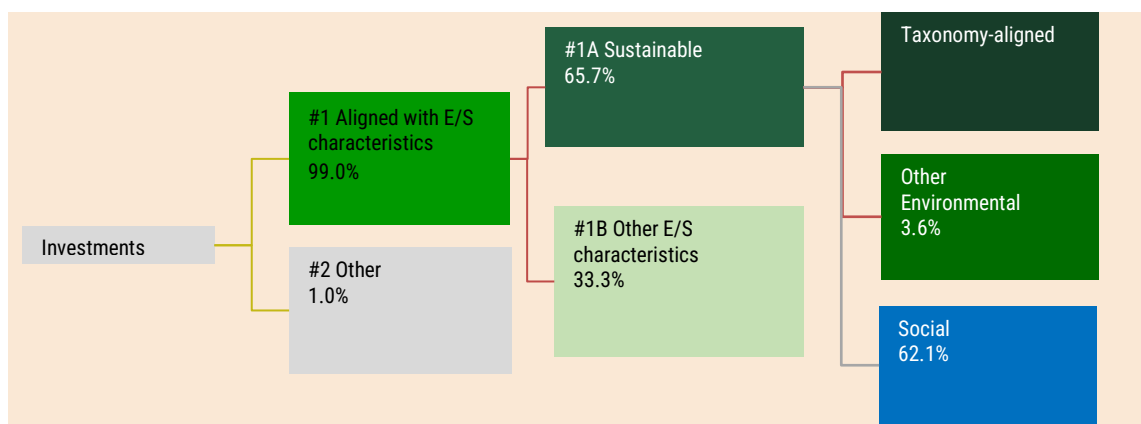 Investments
#1 Aligned with E/S
characteristics
99.0%
#2 Other
1.0%
#1A Sustainable
65.7%
#1B Other E/S
characteristics
33.3%
Taxonomy-aligned
Other
Environmental
3.6%
Social
62.1%